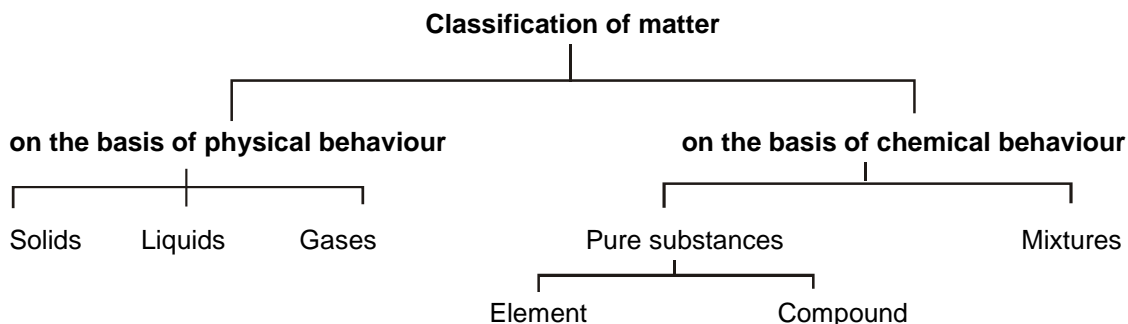 Classification of matter
on the basis of physical behaviour on the basis of chemical behaviour
Solids Liquids Gases Pure substances Mixtures
Element Compound